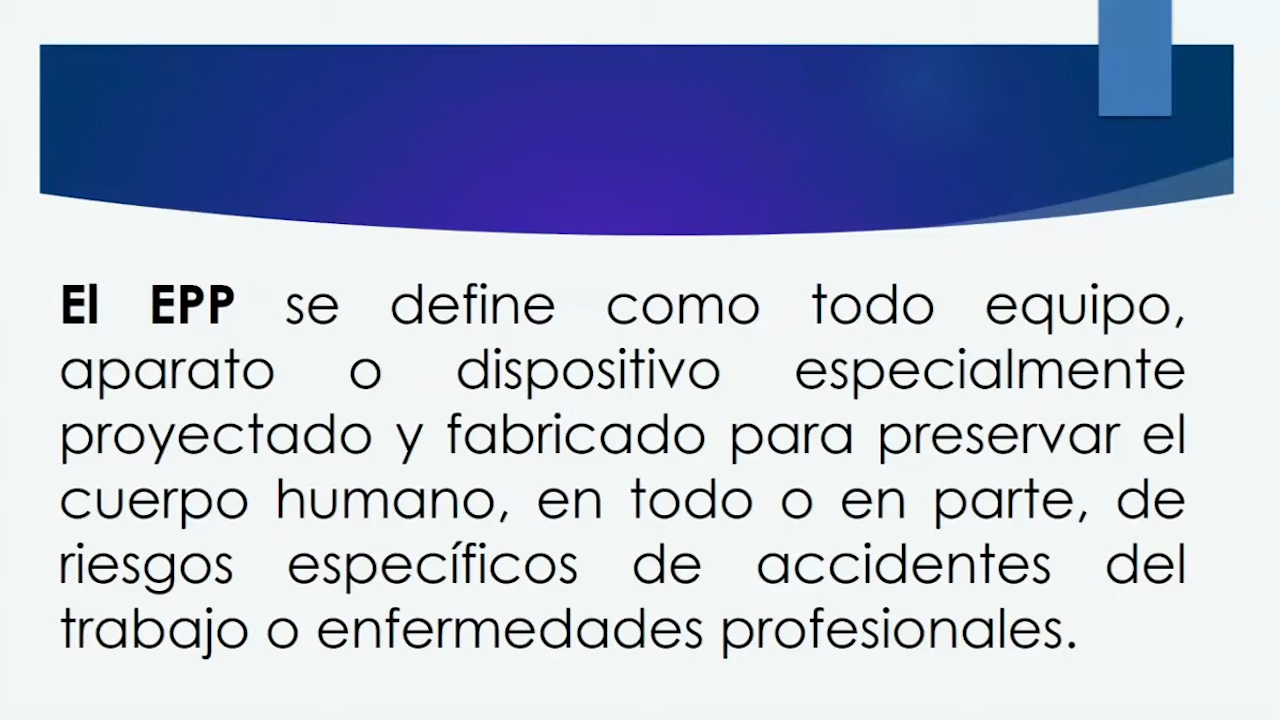 El EPP se define como todo equipo,
aparato o dispositivo especialmente
proyectado y fabricado para preservar el
cuerpo humano, en todo o en parte, de
riesgos específicos de accidentes del
trabajo o enfermedades profesionales.